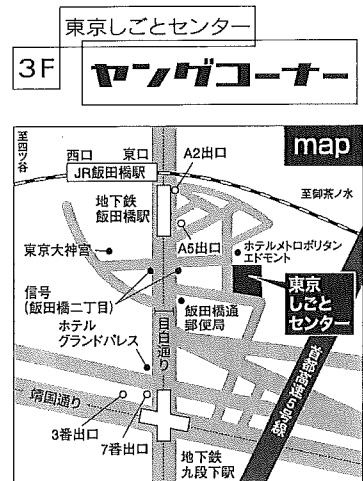 東京しごとセンター
3F
ヤングコーナー
map
至四ッ谷
西口
東口
A2出口
JR飯田橋駅
至御茶ノ水
地下鉄
飯田橋駅
東京大神宮
A5出口
ホテルメトロポリタン
エドモント
東京
しごと
センター
信号
(飯田橋二丁目)
飯田橋通
郵便局
目白通り
ホテル
グランドパレス
首都高速5号線
靖国通り
3番出口
7番出口
地下鉄
九段下駅